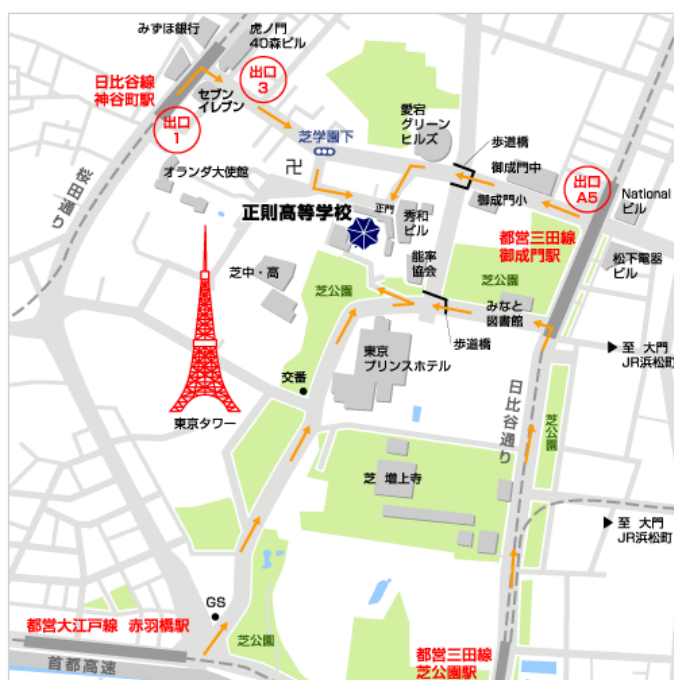 みずほ銀行
虎ノ門
40森ビル
日比谷線
神谷町駅
出口
3
セブン
イレブン
出口
1
愛宕
グリーン
ヒルズ
芝学園下
歩道橋
御成門中
オランダ大使館
卍
出口
A5
National
ビル
桜田通り
正則高等学校
正門
秀和
ビル
御成門小
都営三田線
御成門駅
松下電器
ビル
能率
協会
芝中・高
芝公園
芝公園
みなと
図書館
歩道橋
東京
プリンスホテル
▶至 大門
JR浜松町
交番
日比谷通り
東京タワー
芝公園
芝 増上寺
▶至 大門
JR浜松町
GS
都営大江戸線 赤羽橋駅
芝公園
首都高速
都営三田線
芝公園駅